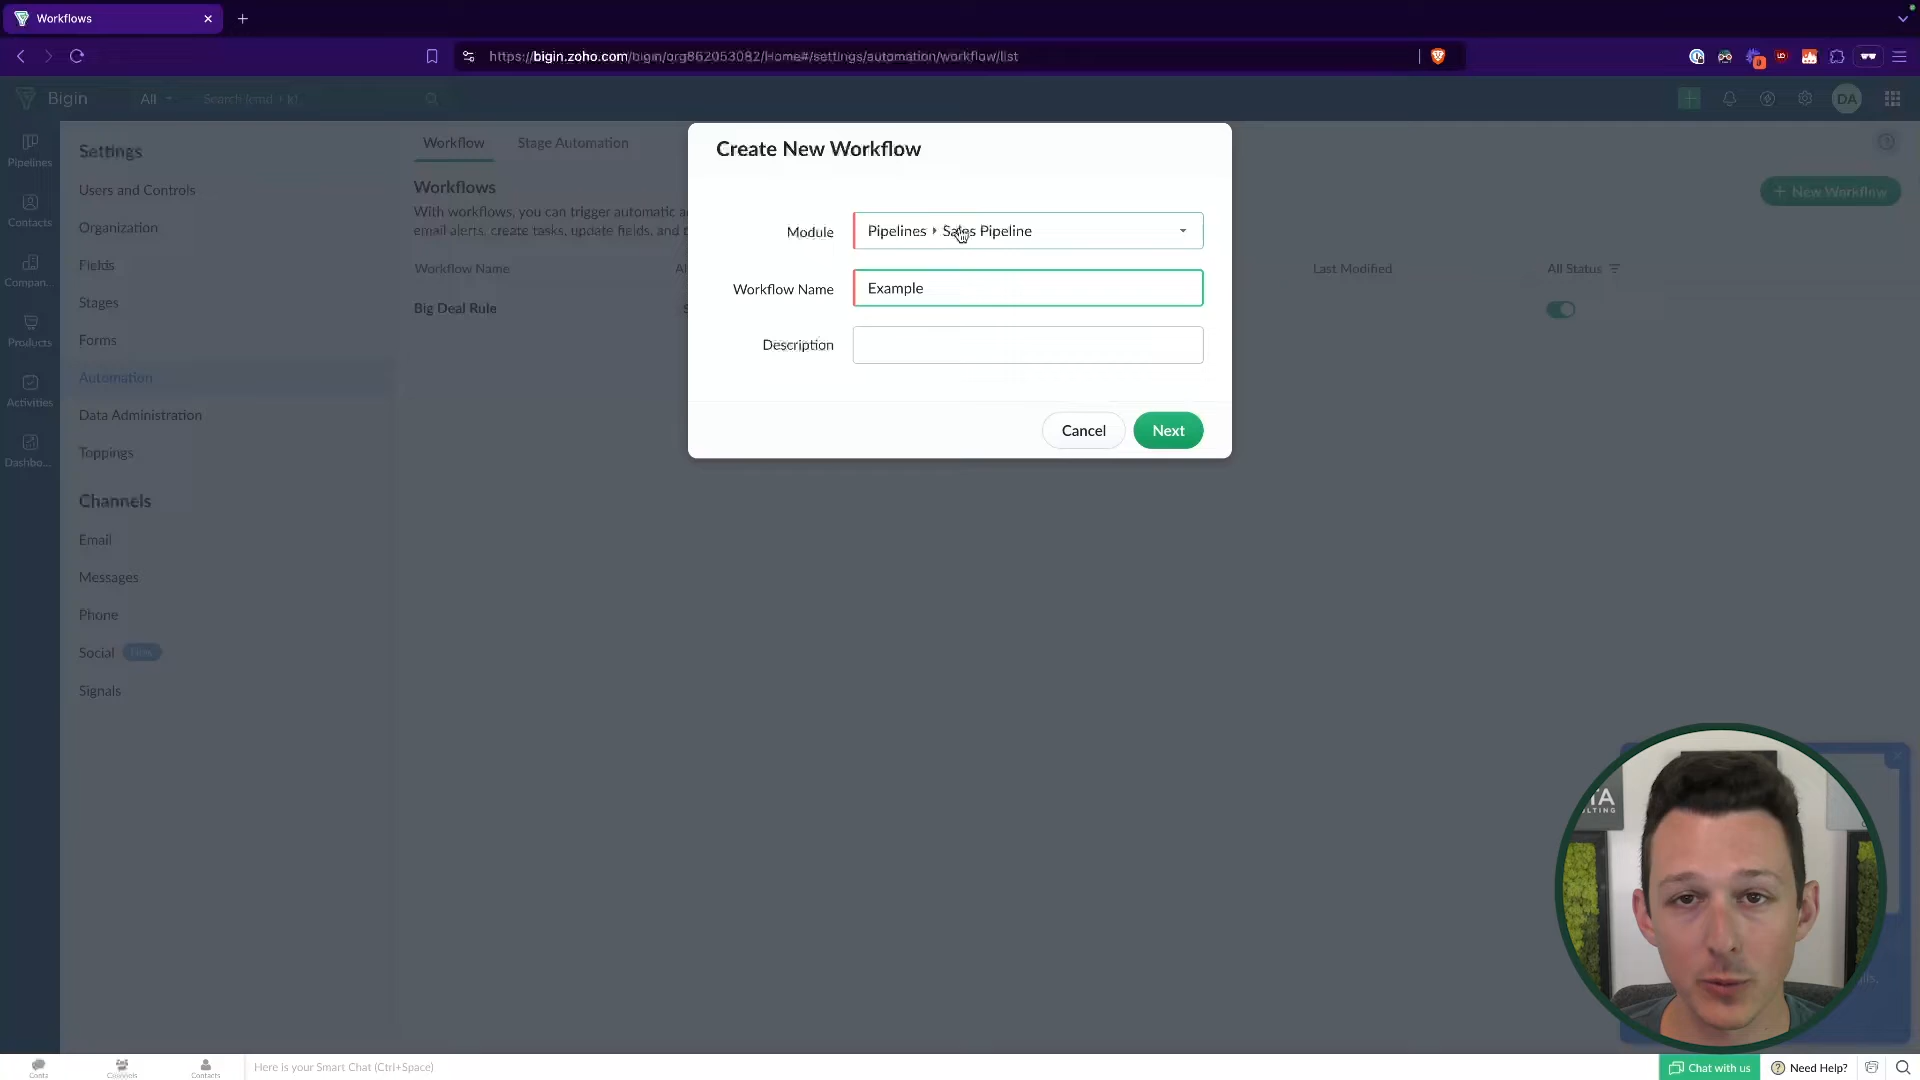 Workflows
https://bigin.zoho.com/bigin/org862053092/Home#/settings/automation/workflow/list
Bigin
All
Search (cmd + k)
DA
Pipelines
Contacts
Compan...
Products
Activities
Dashbo...
Settings
Users and Controls
Organization
Fields
Stages
Forms
Automation
Data Administration
Toppings
Channels
Email
Messages
Phone
Social New
Signals
Workflow Stage Automation
Workflows
With workflows, you can trigger automatic
email alerts, create tasks, update fields, and
+ New Workflow
Workflow Name
Last Modified
All Status
Big Deal Rule
Create New Workflow
Module
Pipelines Sales Pipeline
Workflow Name
Example
Description
Cancel
Next
Here is your Smart Chat (Ctrl+Space)
Contacts
Chat with us
Need Help?